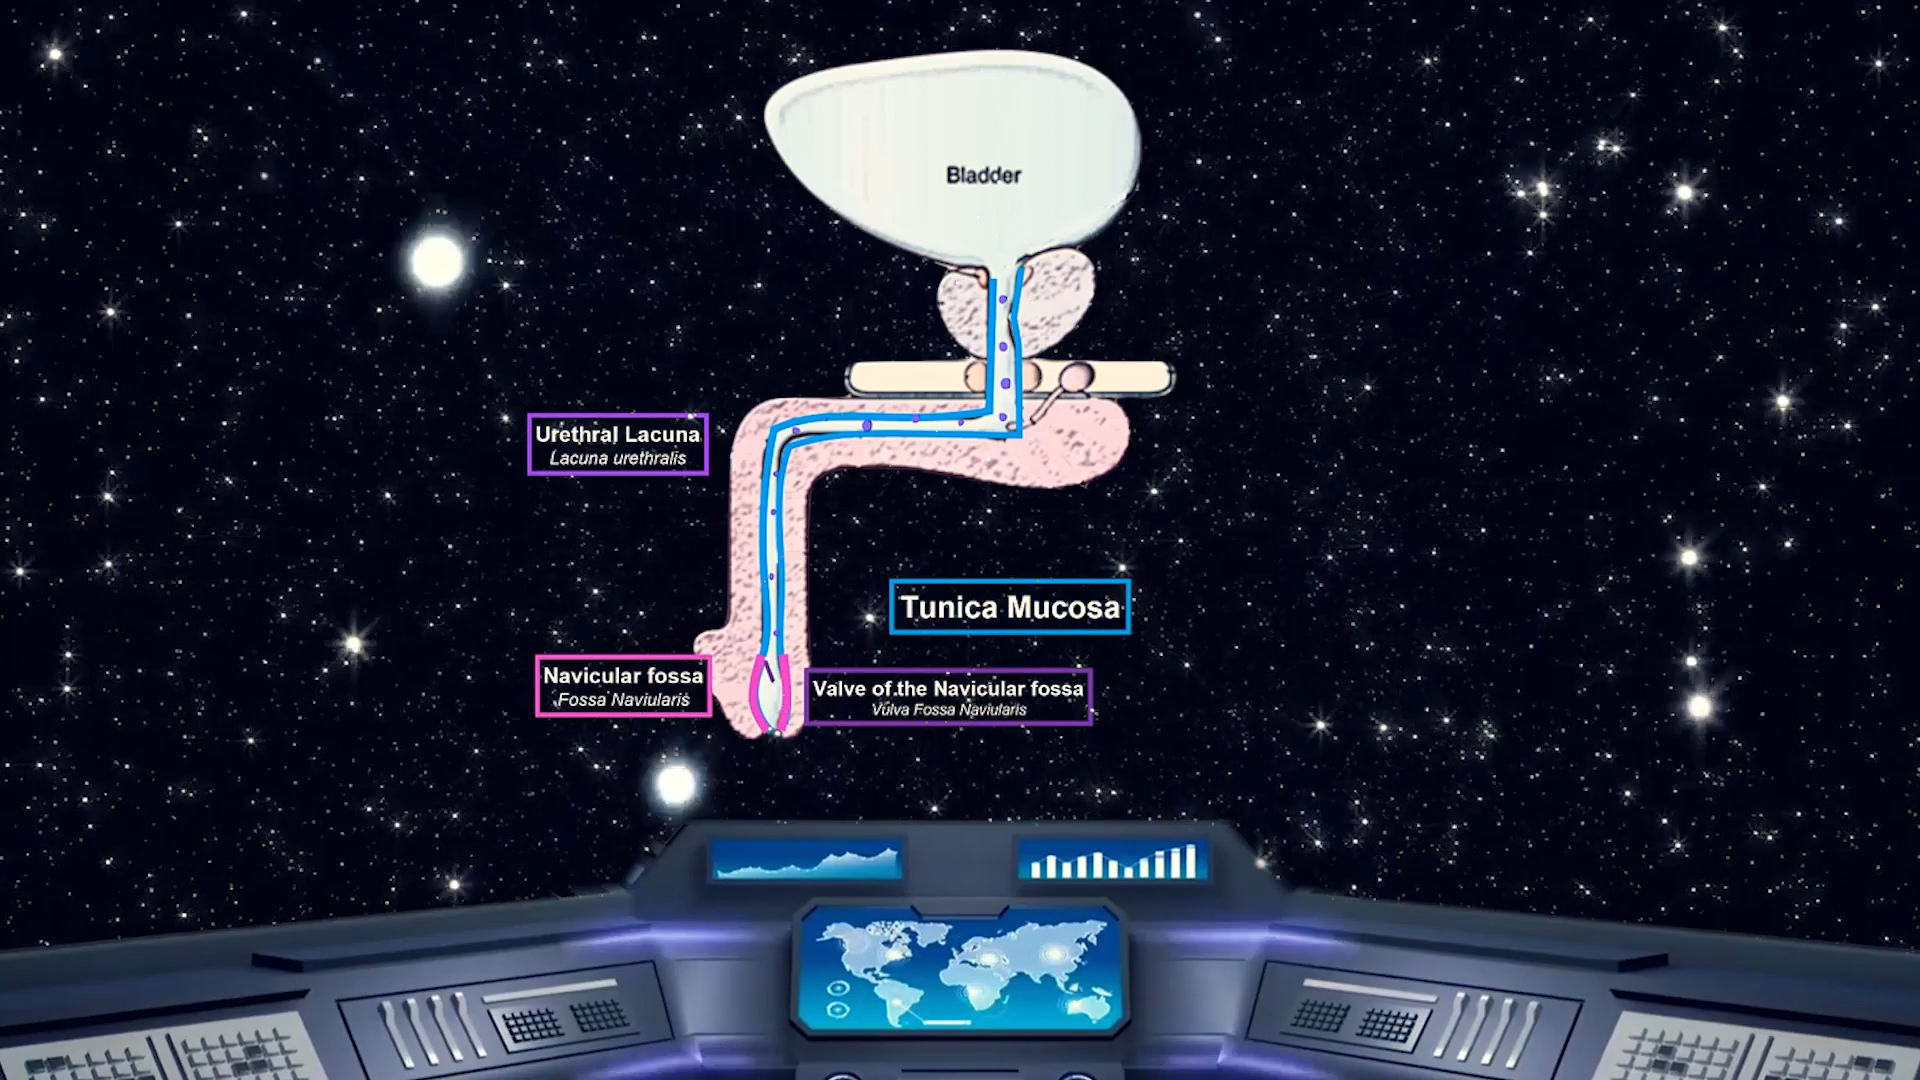 Bladder
Urethral Lacuna
Lacuna urethralis
Tunica Mucosa
Navicular fossa
Fossa Naviularis
Valve of the Navicular fossa
Vulva Fossa Naviularis